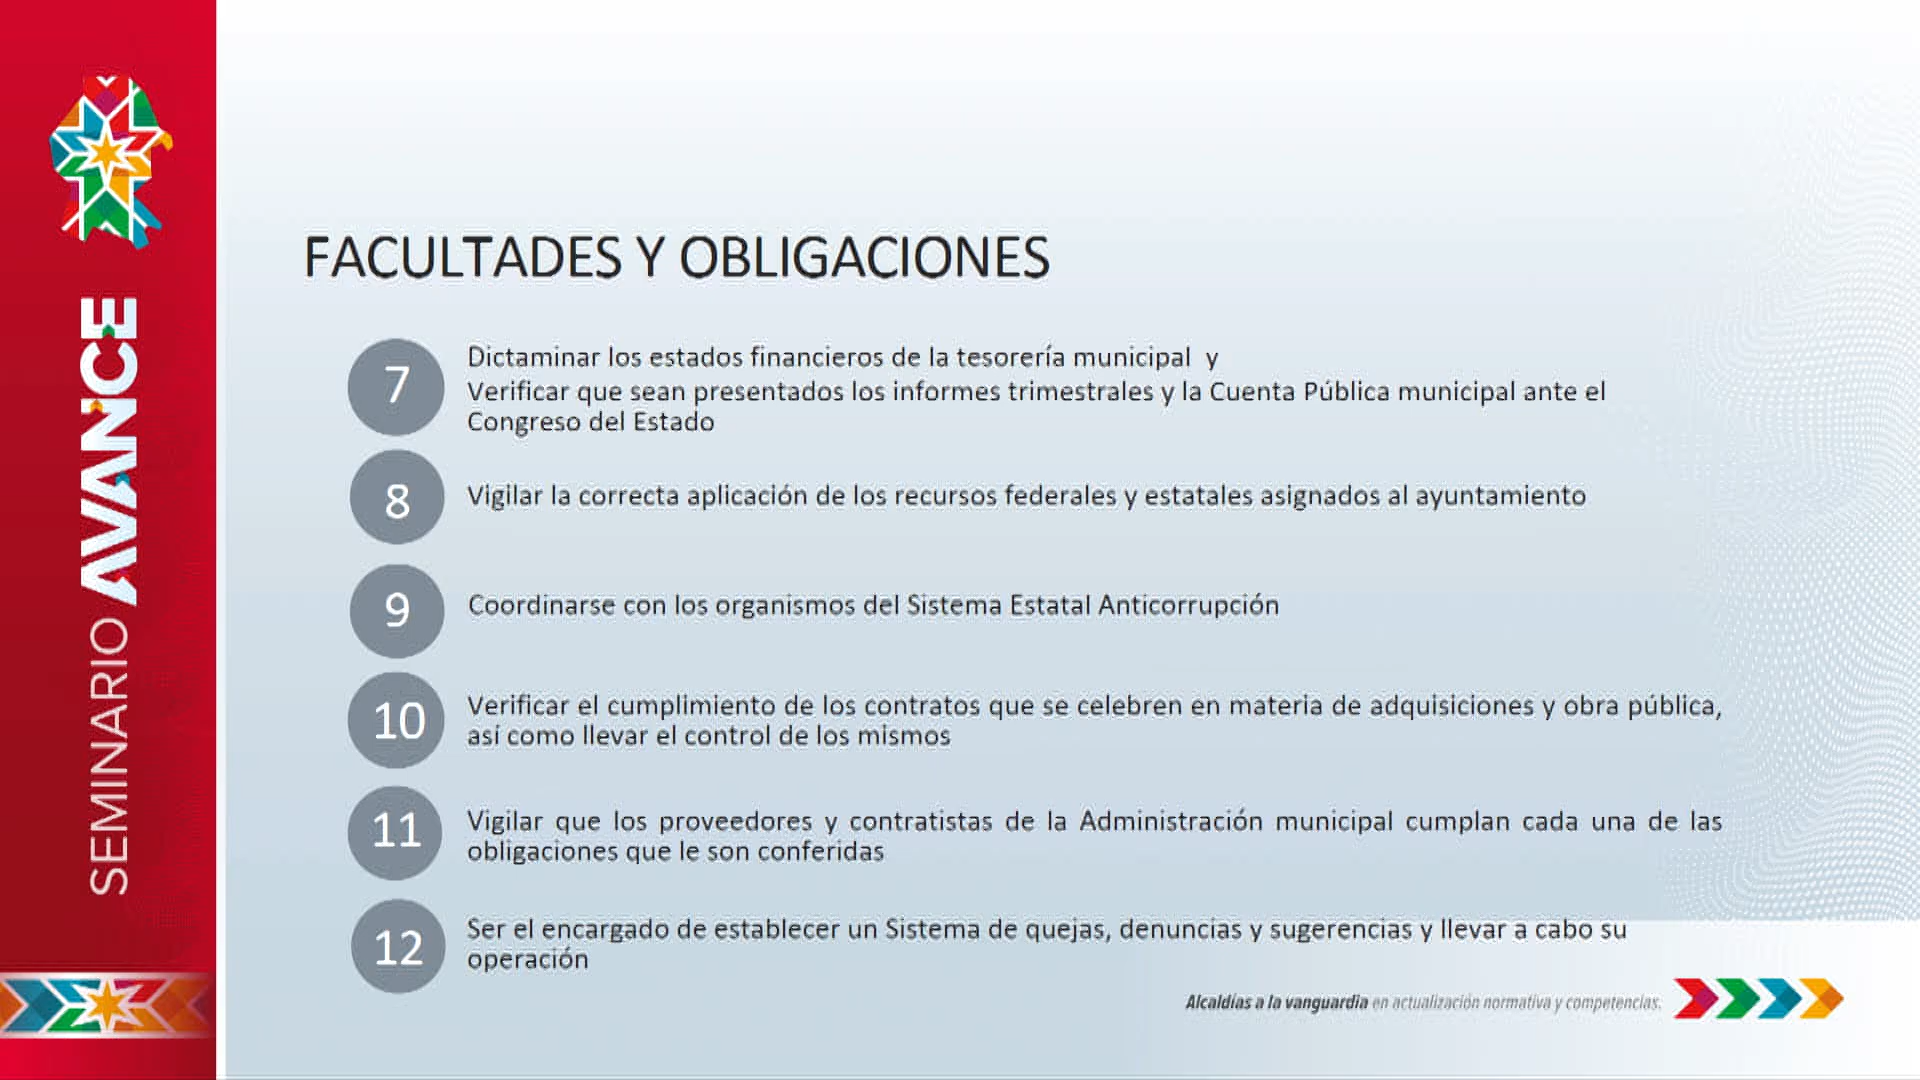 SEMINARIO AVANCE
FACULTADES Y OBLIGACIONES
7
Dictaminar los estados financieros de la tesorería municipal y
Verificar que sean presentados los informes trimestrales y la Cuenta Pública municipal ante el
Congreso del Estado
8
Vigilar la correcta aplicación de los recursos federales y estatales asignados al ayuntamiento
9
Coordinarse con los organismos del Sistema Estatal Anticorrupción
10
Verificar el cumplimiento de los contratos que se celebren en materia de adquisiciones y obra pública,
así como llevar el control de los mismos
11
Vigilar que los proveedores y contratistas de la Administración municipal cumplan cada una de las
obligaciones que le son conferidas
12
Ser el encargado de establecer un Sistema de quejas, denuncias y sugerencias y llevar a cabo su
operación
Alcaldías a la vanguardia en actualización normativa y competencias.